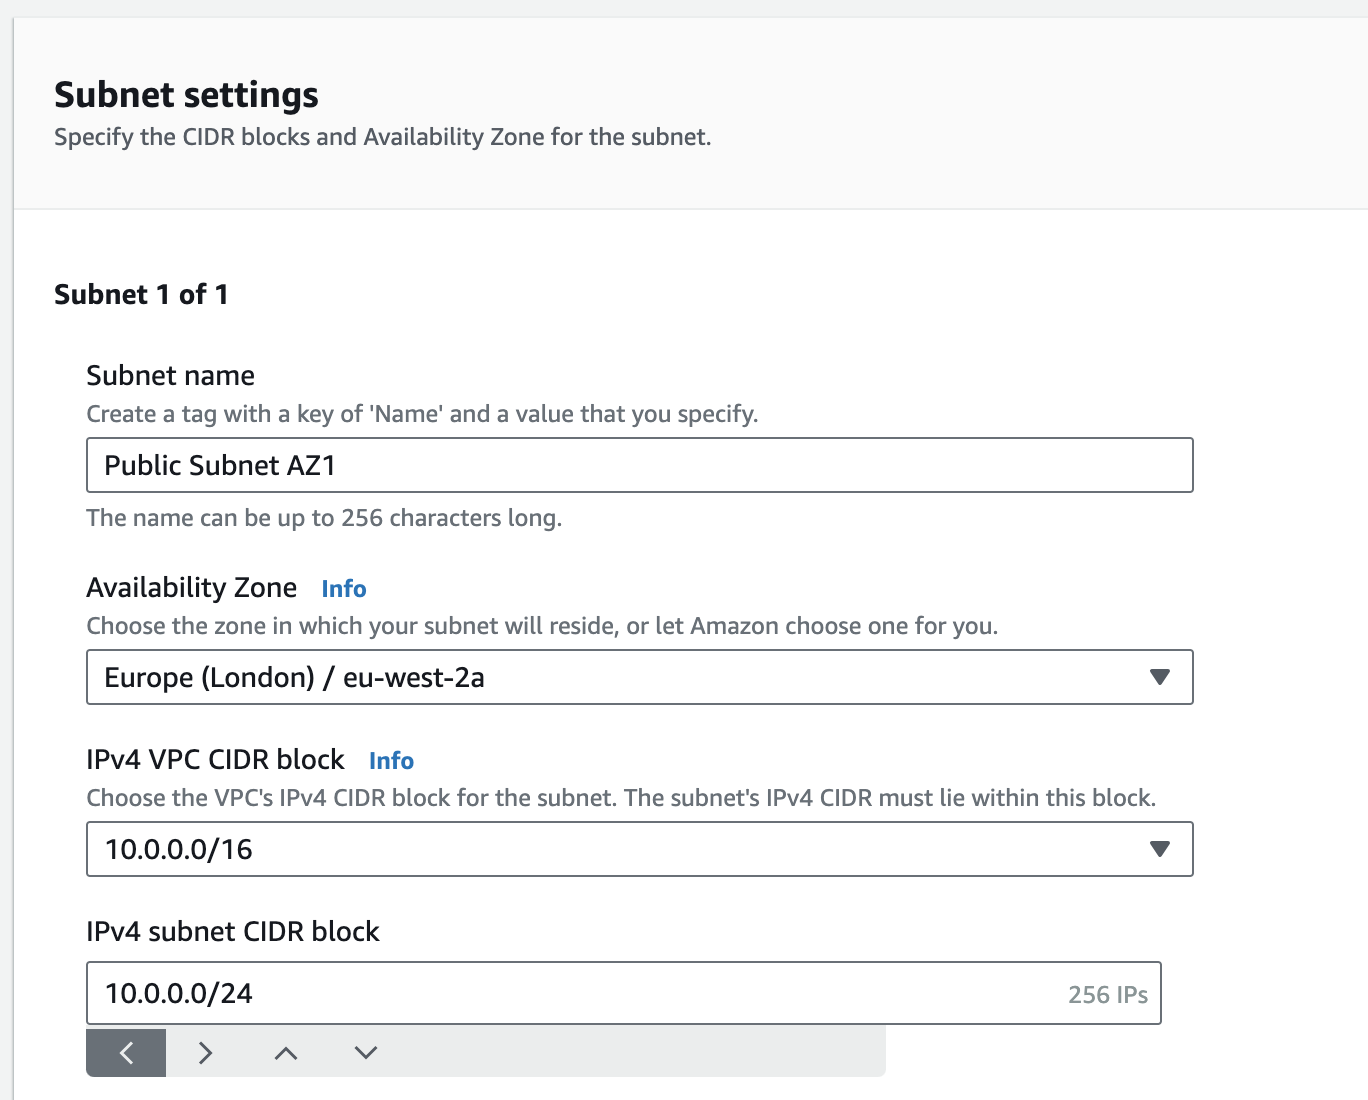 Subnet settings
Specify the CIDR blocks and Availability Zone for the subnet.
Subnet 1 of 1
Subnet name
Create a tag with a key of 'Name' and a value that you specify.
Public Subnet AZ1
The name can be up to 256 characters long.
Availability Zone Info
Choose the zone in which your subnet will reside, or let Amazon choose one for you.
Europe (London) / eu-west-2a
IPv4 VPC CIDR block Info
Choose the VPC's IPv4 CIDR block for the subnet. The subnet's IPv4 CIDR must lie within this block.
10.0.0.0/16
IPv4 subnet CIDR block
10.0.0.0/24 256 IPs